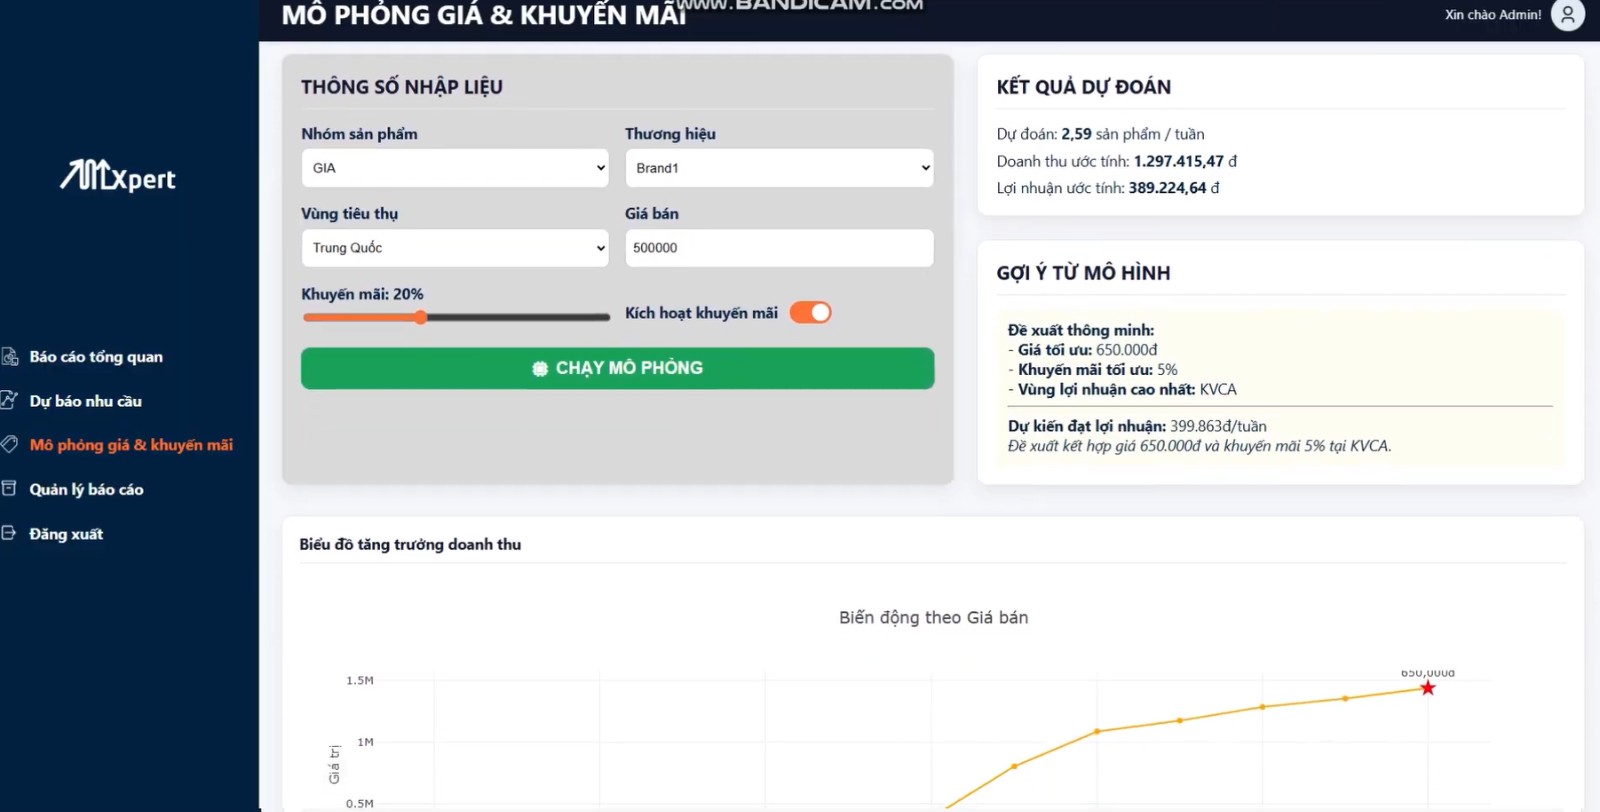 MÔ PHỎNG GIÁ & KHUYẾN MÃI
WWW.BANDICAM.COM
Xin chào Admin!
Xpert
Báo cáo tổng quan
Dự báo nhu cầu
Mô phỏng giá & khuyến mãi
Quản lý báo cáo
Đăng xuất
THÔNG SỐ NHẬP LIỆU
Nhóm sản phẩm
Thương hiệu
GIA
Brand1
Vùng tiêu thụ
Giá bán
Trung Quốc
500000
Khuyến mãi: 20%
Kích hoạt khuyến mãi
CHẠY MÔ PHỎNG
KẾT QUẢ DỰ ĐOÁN
Dự đoán: 2,59 sản phẩm / tuần
Doanh thu ước tính: 1.297.415,47 đ
Lợi nhuận ước tính: 389.224,64 đ
GỢI Ý TỪ MÔ HÌNH
Đề xuất thông minh:
- Giá tối ưu: 650.000đ
- Khuyến mãi tối ưu: 5%
- Vùng lợi nhuận cao nhất: KVCA
Dự kiến đạt lợi nhuận: 399.863đ/tuần
Đề xuất kết hợp giá 650.000đ và khuyến mãi 5% tại KVCA.
Biểu đồ tăng trưởng doanh thu
Biến động theo Giá bán
650,000đ
1.5M
1M
0.5M
Giá trị